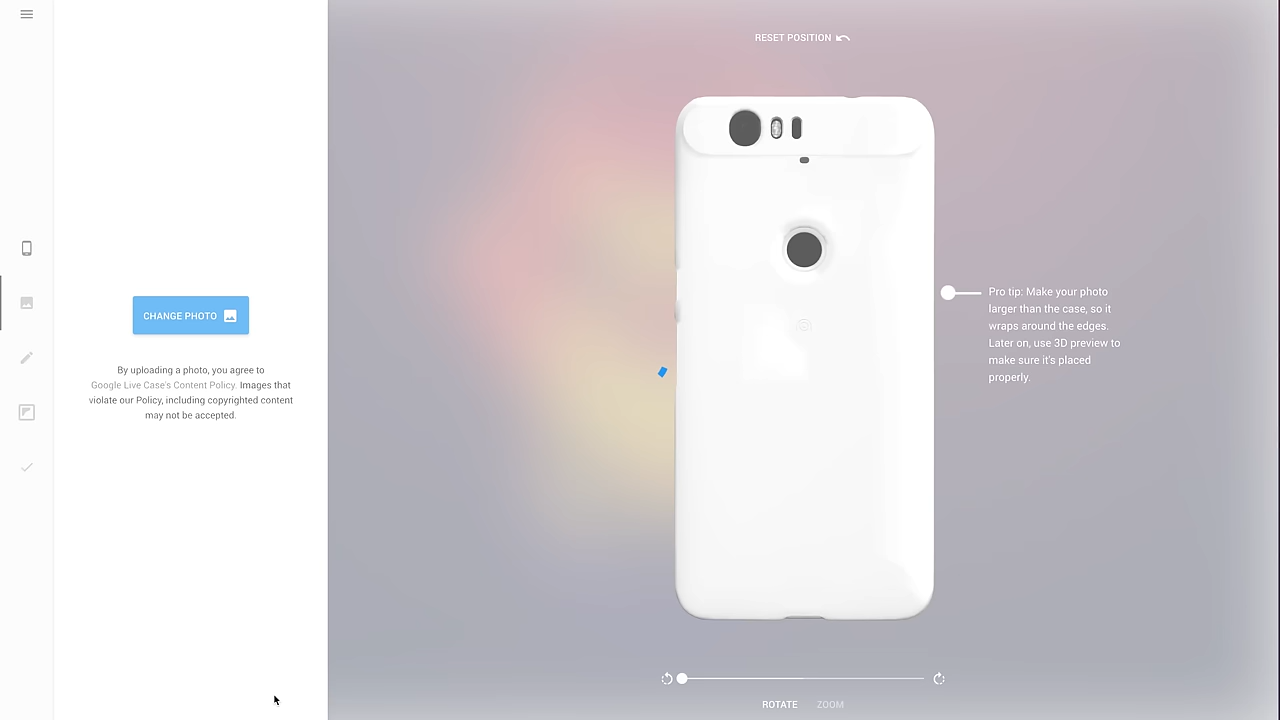 RESET POSITION
CHANGE PHOTO
By uploading a photo, you agree to
Google Live Case's Content Policy. Images that
violate our Policy, including copyrighted content
may not be accepted.
Pro tip: Make your photo
larger than the case, so it
wraps around the edges.
Later on, use 3D preview to
make sure it's placed
properly.
ROTATE ZOOM